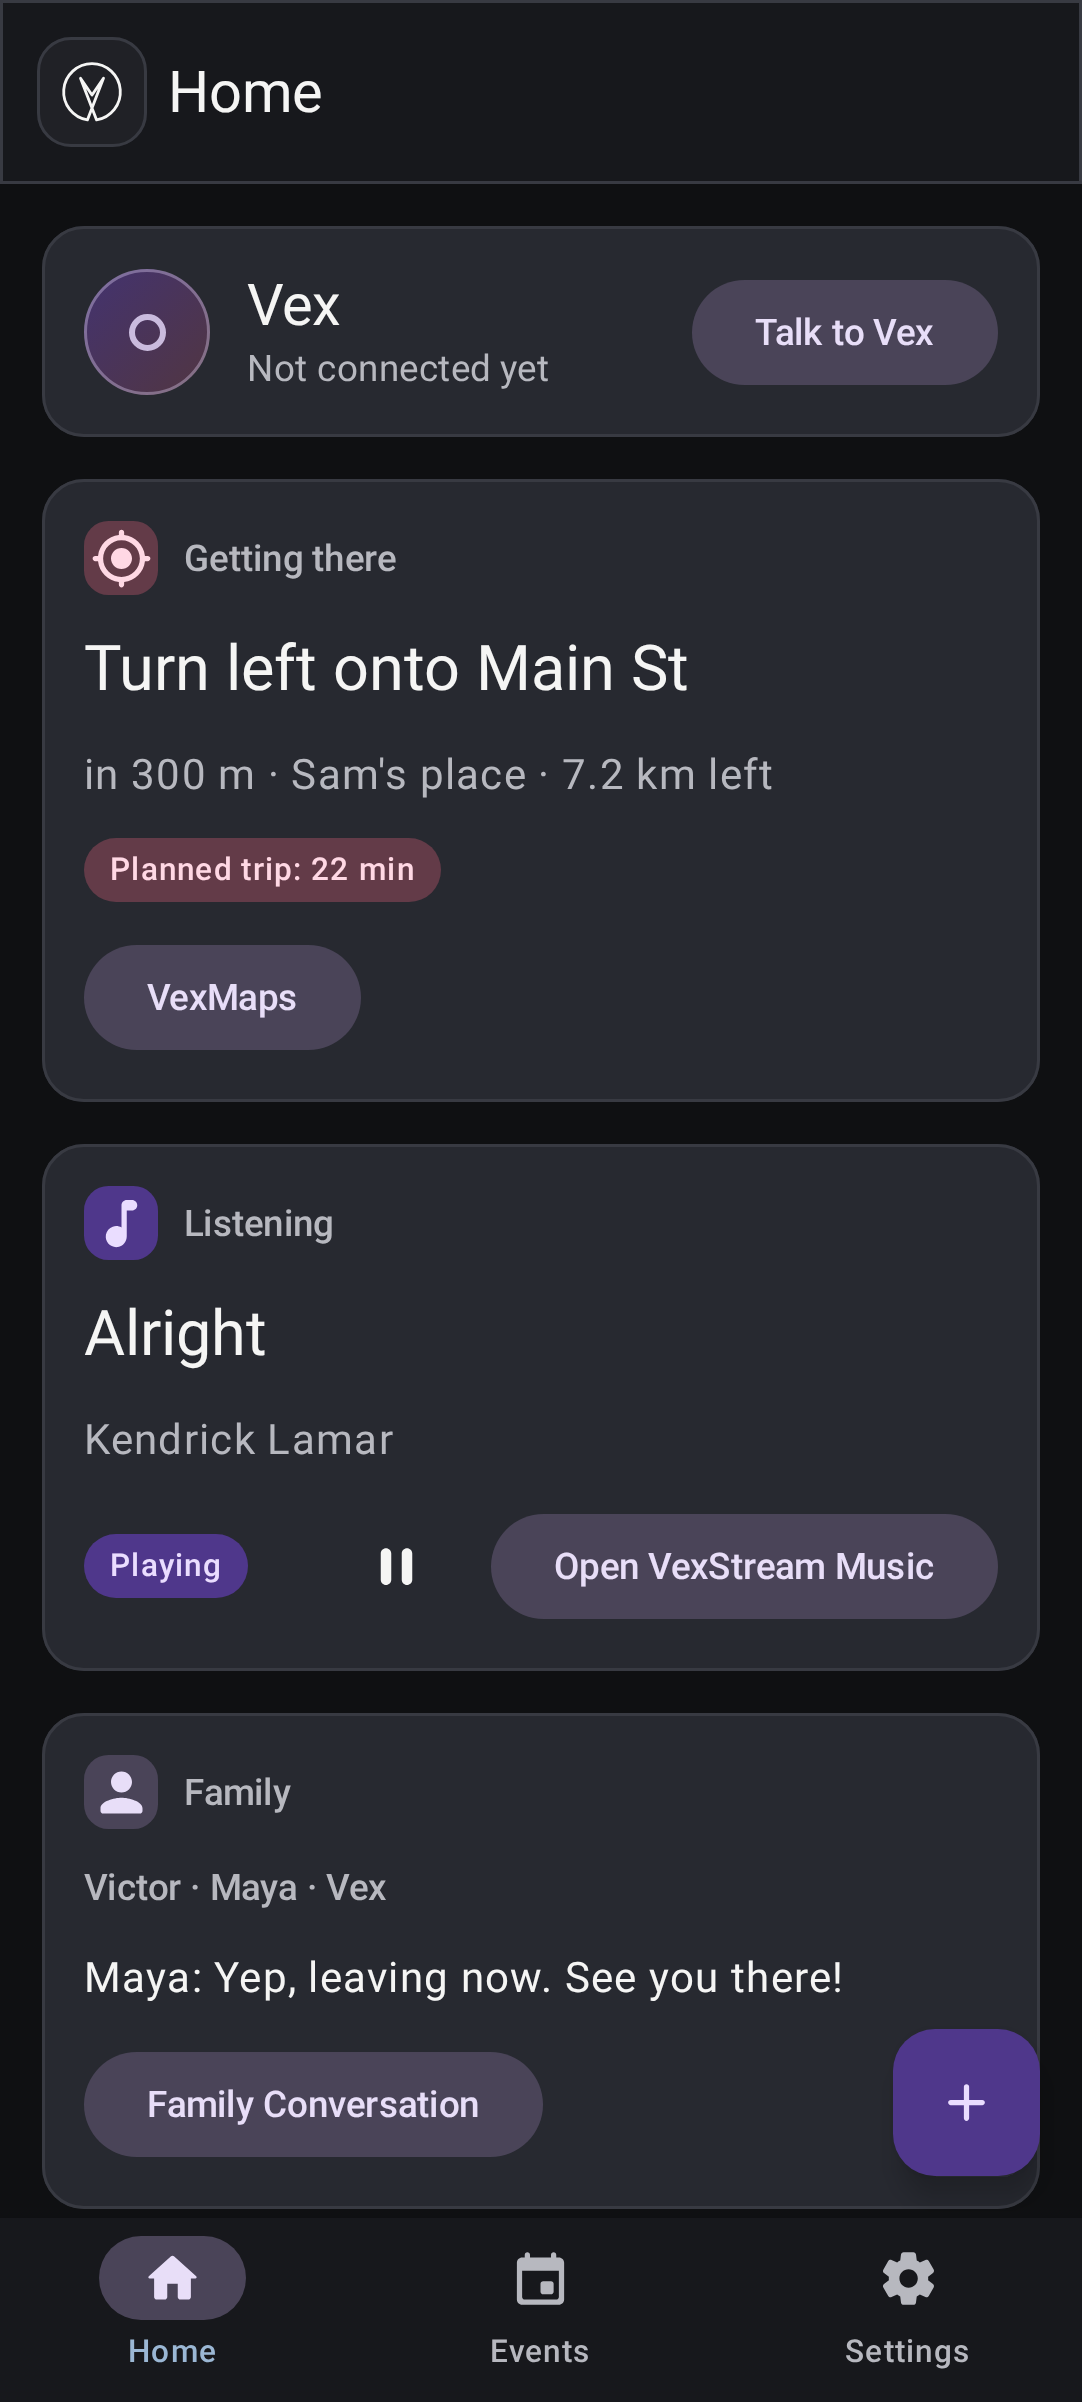 Home
Vex
Not connected yet
Talk to Vex
Getting there
Turn left onto Main St
in 300 m · Sam's place · 7.2 km left
Planned trip: 22 min
VexMaps
Listening
Alright
Kendrick Lamar
Playing
Open VexStream Music
Family
Victor · Maya · Vex
Maya: Yep, leaving now. See you there!
Family Conversation
Home
Events
Settings